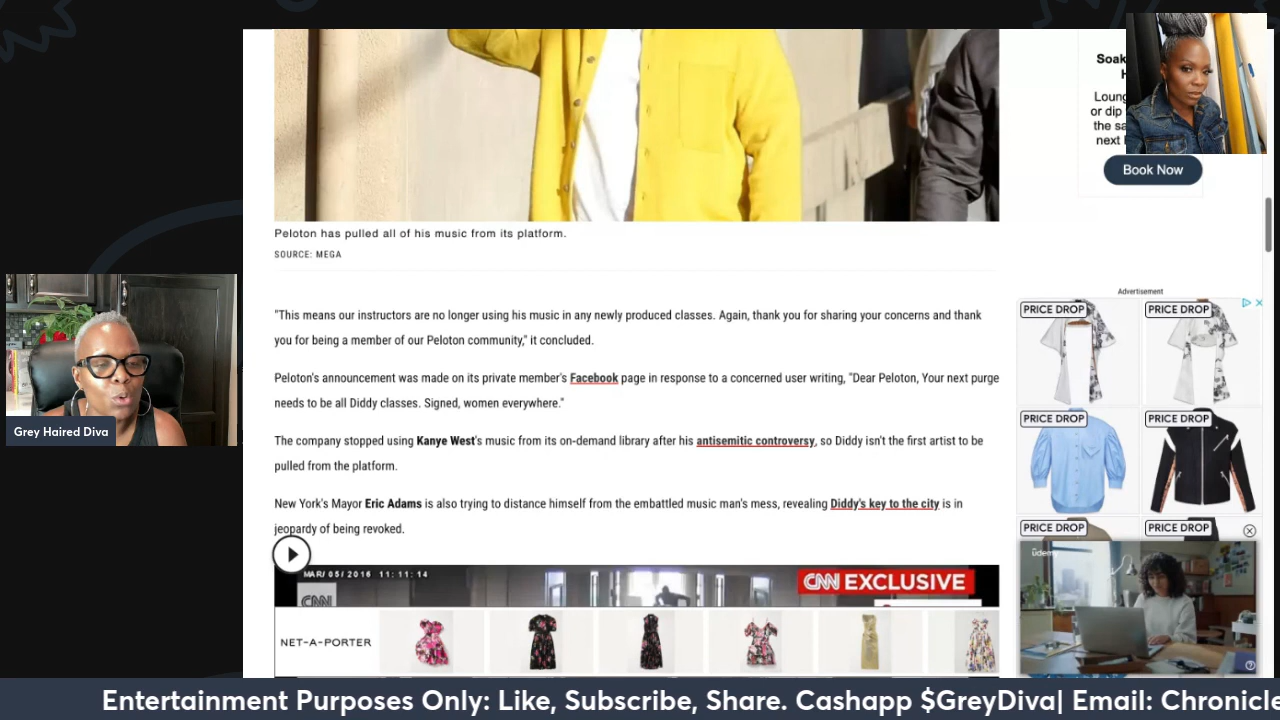 Peloton has pulled all of his music from its platform.
SOURCE: MEGA
"This means our instructors are no longer using his music in any newly produced classes. Again, thank you for sharing your concerns and thank
you for being a member of our Peloton community," it concluded.
Peloton's announcement was made on its private member's Facebook page in response to a concerned user writing, "Dear Peloton, Your next purge
needs to be all Diddy classes. Signed, women everywhere."
The company stopped using Kanye West's music from its on-demand library after his antisemitic controversy, so Diddy isn't the first artist to be
pulled from the platform.
New York's Mayor Eric Adams is also trying to distance himself from the embattled music man's mess, revealing Diddy's key to the city is in
jeopardy of being revoked.
MAR/ 05/ 2016 11:11:14
CNN EXCLUSIVE
CNN
NET-A-PORTER
Soak
H
Loung
or dip
the sa
next
Book Now
Advertisement
PRICE DROP PRICE DROP
PRICE DROP PRICE DROP
PRICE DROP PRICE DROP
udemy
Grey Haired Diva
Entertainment Purposes Only: Like, Subscribe, Share. Cashapp $GreyDiva| Email: Chronicle